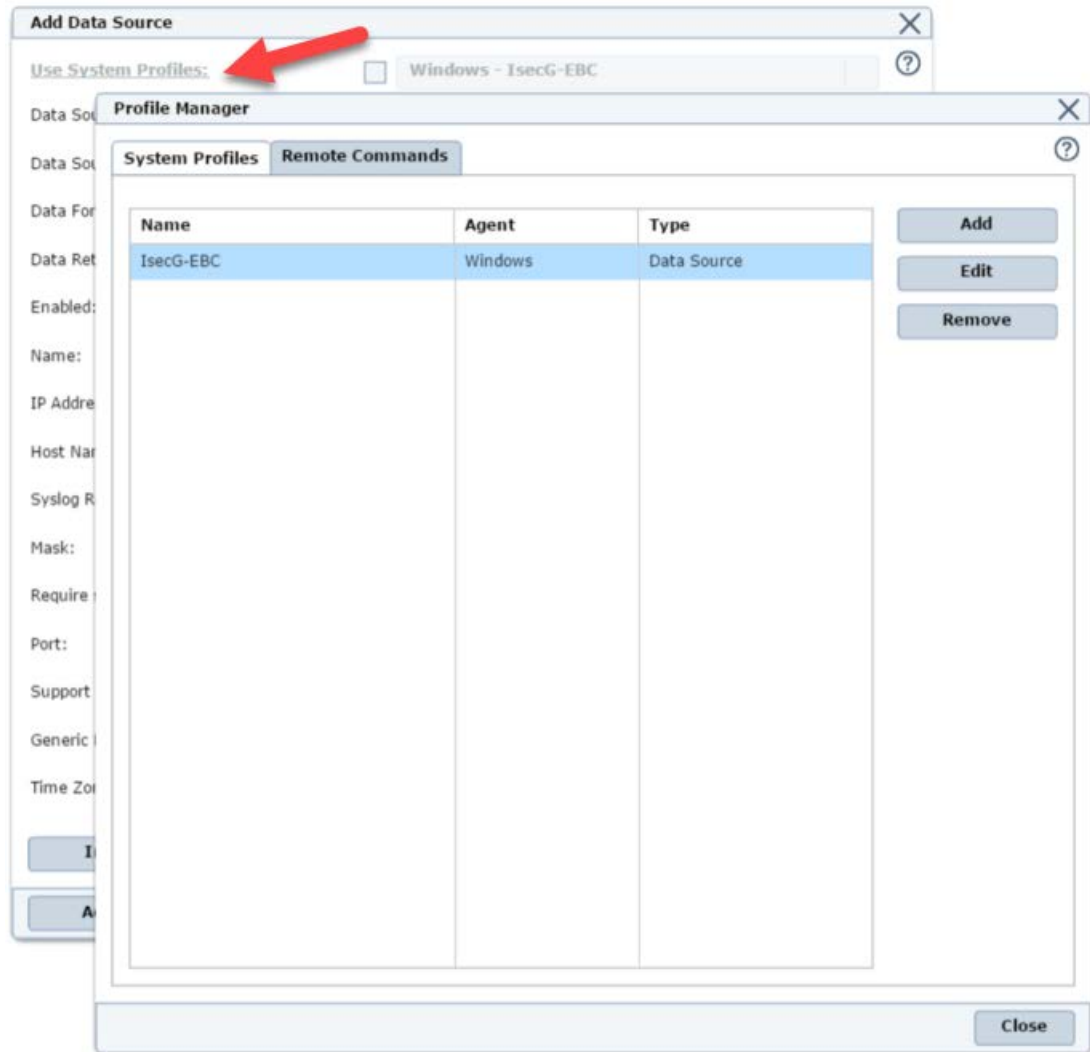 Add Data Source
Use System Profiles: Windows - IsecG-EBC
Data Sou
Data Sou
Data For
Data Ret
Enabled:
Name:
IP Addre
Host Nar
Syslog R
Mask:
Require
Port:
Support
Generic
Time Zo
Profile Manager
System Profiles Remote Commands
Name Agent Type
IsecG-EBC Windows Data Source
Add
Edit
Remove
Close